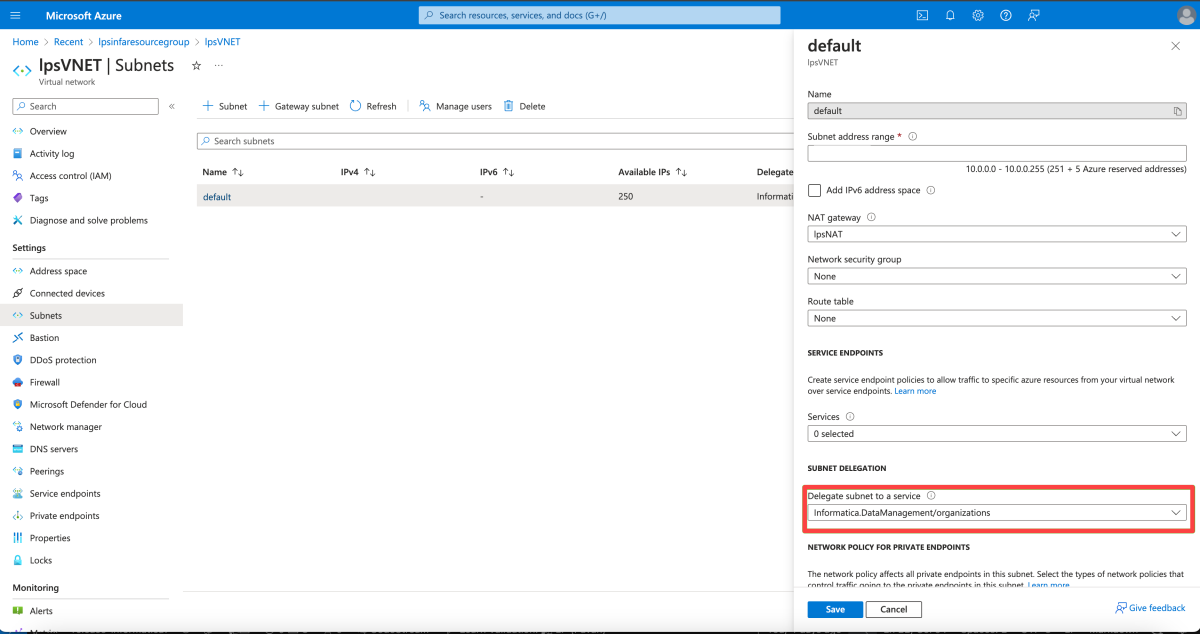 Microsoft Azure
Search resources, services, and docs (G+/)
Home > Recent > lpsinfaresourcegroup > lpsVNET
lpsVNET | Subnets
Virtual network
Search
Overview
Activity log
Access control (IAM)
Tags
Diagnose and solve problems
Settings
Address space
Connected devices
Subnets
Bastion
DDoS protection
Firewall
Microsoft Defender for Cloud
Network manager
DNS servers
Peerings
Service endpoints
Private endpoints
Properties
Locks
Monitoring
Alerts
+ Subnet + Gateway subnet Refresh Manage users Delete
Search subnets
Name IPv4 IPv6 Available IPs Delegate
default - 250 Informati
default
lpsVNET
Name
default
Subnet address range *
10.0.0.0 - 10.0.0.255 (251 + 5 Azure reserved addresses)
Add IPv6 address space
NAT gateway
lpsNAT
Network security group
None
Route table
None
SERVICE ENDPOINTS
Create service endpoint policies to allow traffic to specific azure resources from your virtual network
over service endpoints. Learn more
Services
0 selected
SUBNET DELEGATION
Delegate subnet to a service
Informatica.DataManagement/organizations
NETWORK POLICY FOR PRIVATE ENDPOINTS
The network policy affects all private endpoints in this subnet. Select the types of network policies that
control traffic going to the private endpoints in this subnet. Learn more
Save Cancel
Give feedback